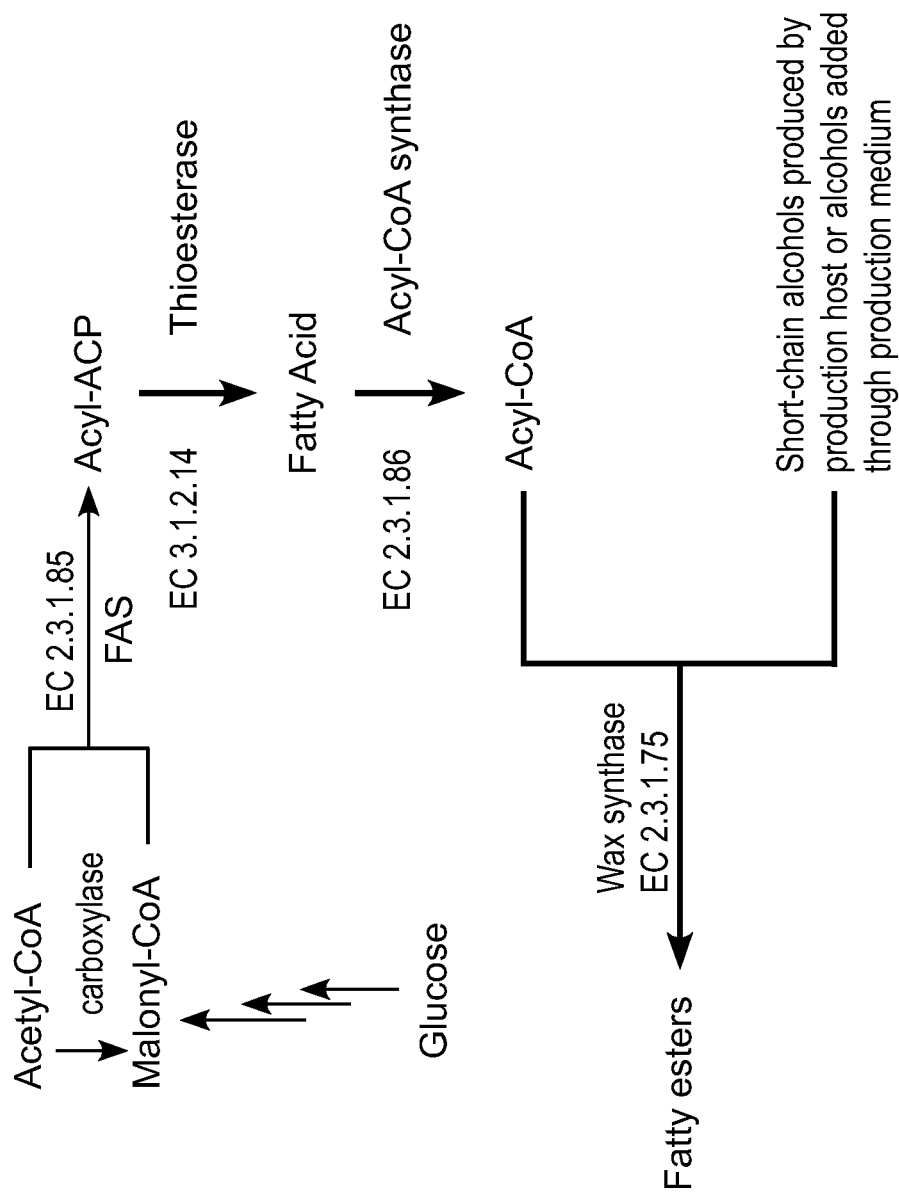 Acetyl-CoA
carboxylase
Malonyl-CoA
Glucose
EC 2.3.1.85
FAS
Acyl-ACP
EC 3.1.2.14
Thioesterase
Fatty Acid
EC 2.3.1.86
Acyl-CoA synthase
Acyl-CoA
Short-chain alcohols produced by
production host or alcohols added
through production medium
Wax synthase
EC 2.3.1.75
Fatty esters